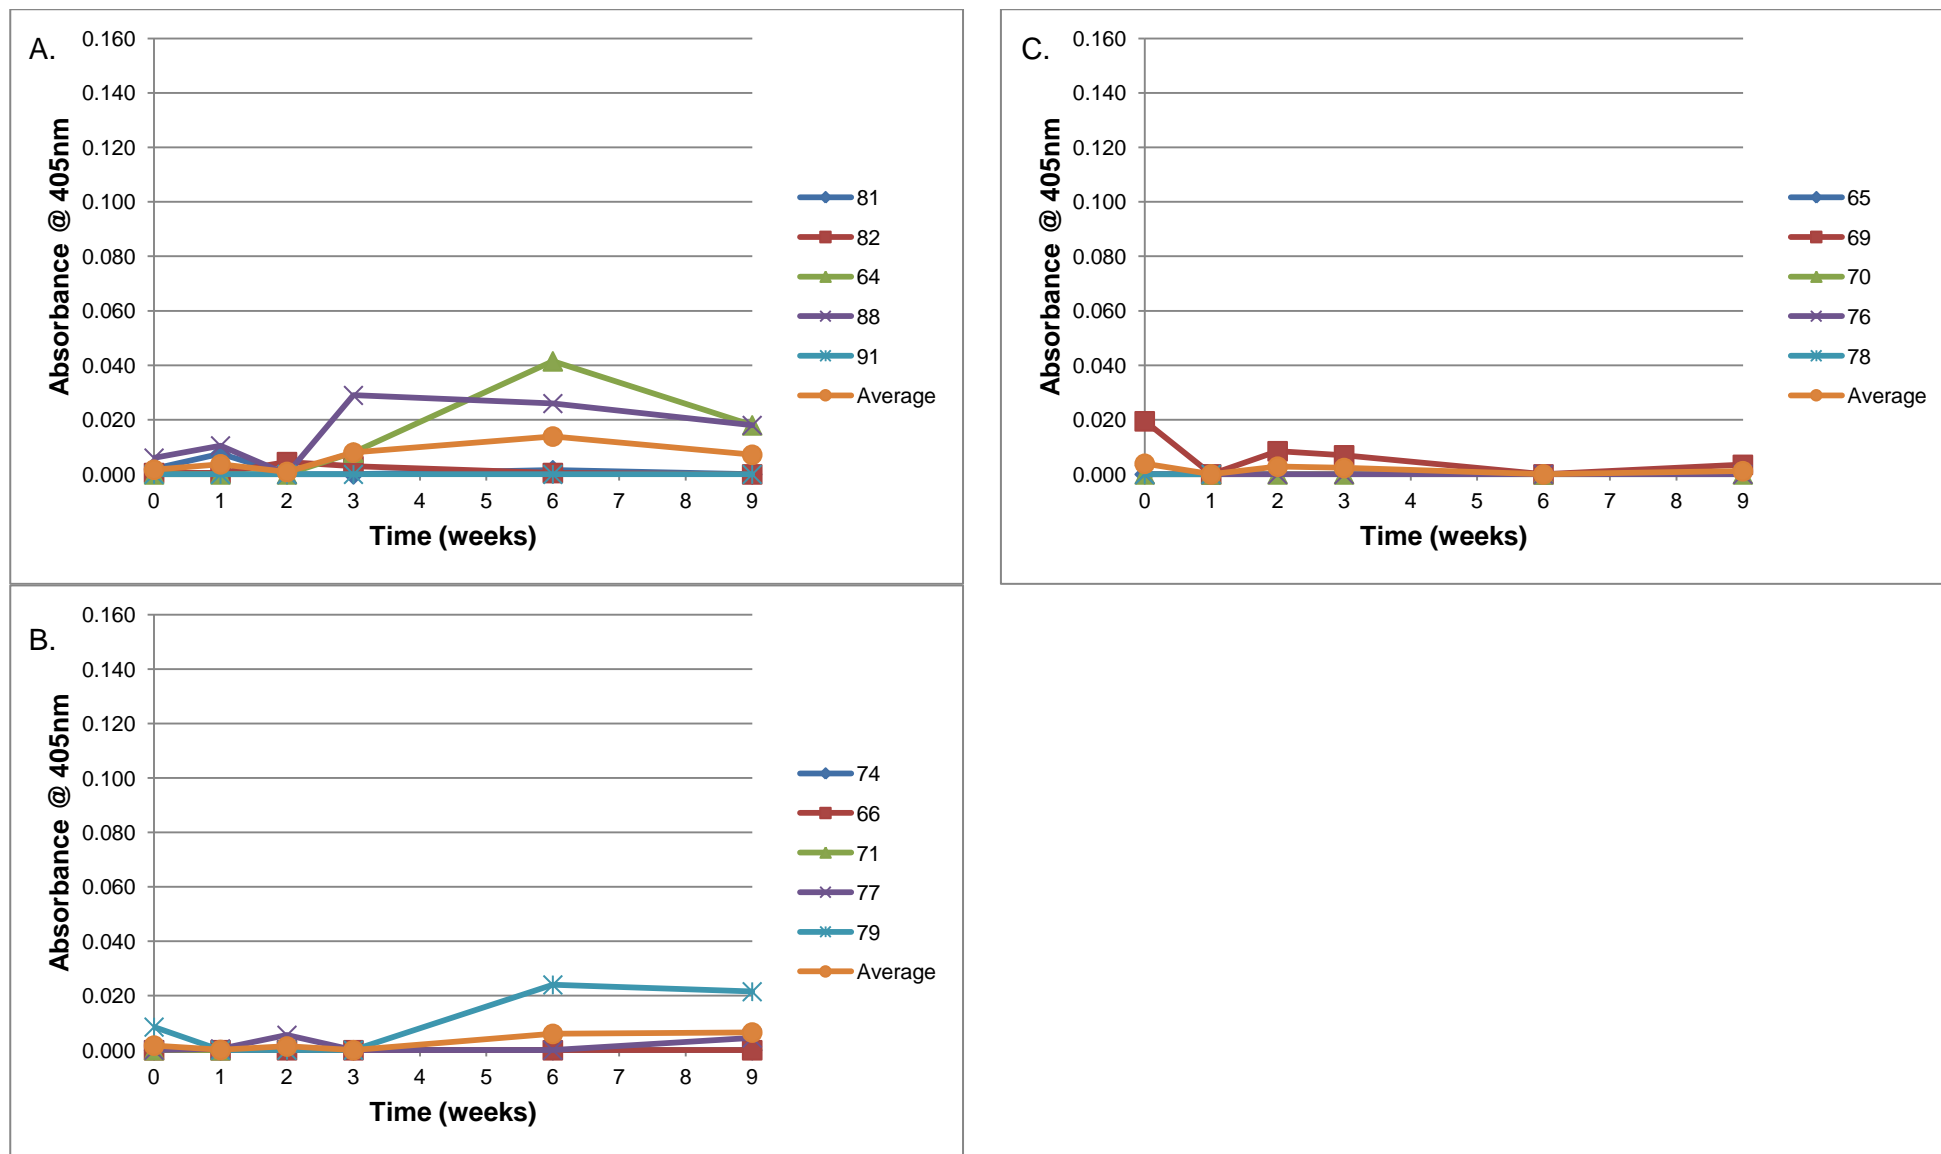 A.
0.160
0.140
0.120
0.100
0.080
0.060
0.040
0.020
0.000
Absorbance @ 405nm
0 1 2 3 4 5 6 7 8 9
Time (weeks)
81
82
64
88
91
Average
C.
0.160
0.140
0.120
0.100
0.080
0.060
0.040
0.020
0.000
Absorbance @ 405nm
0 1 2 3 4 5 6 7 8 9
Time (weeks)
65
69
70
76
78
Average
B.
0.160
0.140
0.120
0.100
0.080
0.060
0.040
0.020
0.000
Absorbance @ 405nm
0 1 2 3 4 5 6 7 8 9
Time (weeks)
74
66
71
77
79
Average